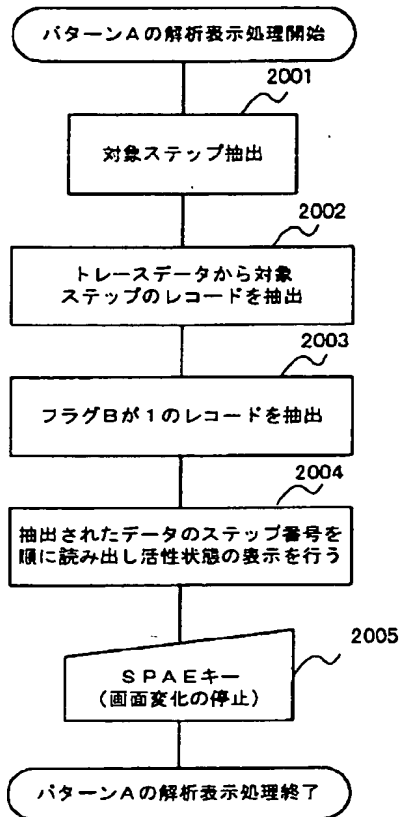 パターンAの解析表示処理開始
2001
対象ステップ抽出
2002
トレースデータから対象
ステップのレコードを抽出
2003
フラグBが1のレコードを抽出
2004
抽出されたデータのステップ番号を
順に読み出し活性状態の表示を行う
2005
SPAEキー
(画面変化の停止)
パターンAの解析表示処理終了